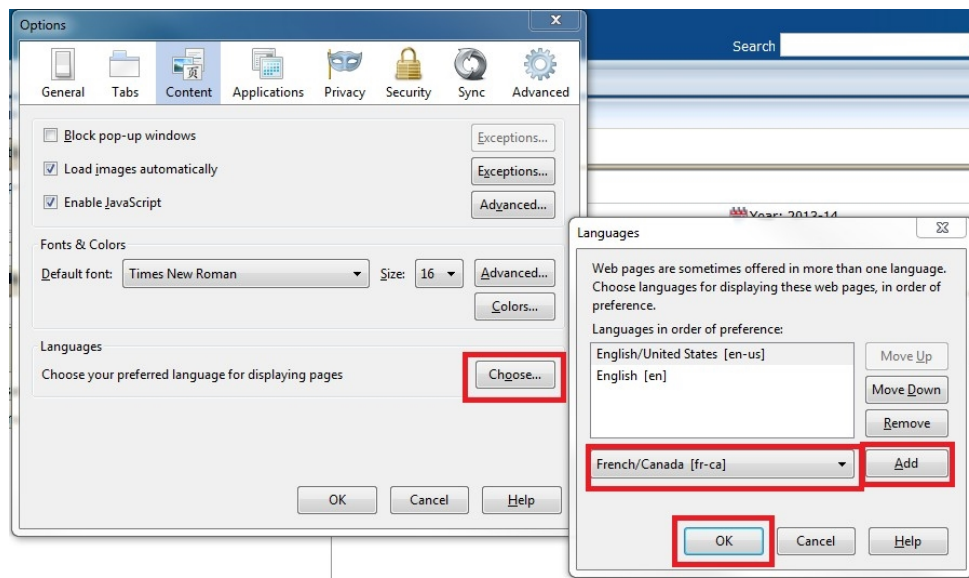 Options
Search
General Tabs Content Applications Privacy Security Sync Advanced
Block pop-up windows Exceptions...
Load images automatically Exceptions...
Enable JavaScript Advanced...
Year: 2013-14
Fonts & Colors
Default font: Times New Roman Size: 16 Advanced...
Colors...
Languages
Choose your preferred language for displaying pages Choose...
OK Cancel Help
Languages
Web pages are sometimes offered in more than one language.
Choose languages for displaying these web pages, in order of
preference.
Languages in order of preference:
English/United States [en-us] Move Up
English [en] Move Down
Remove
French/Canada [fr-ca] Add
OK Cancel Help